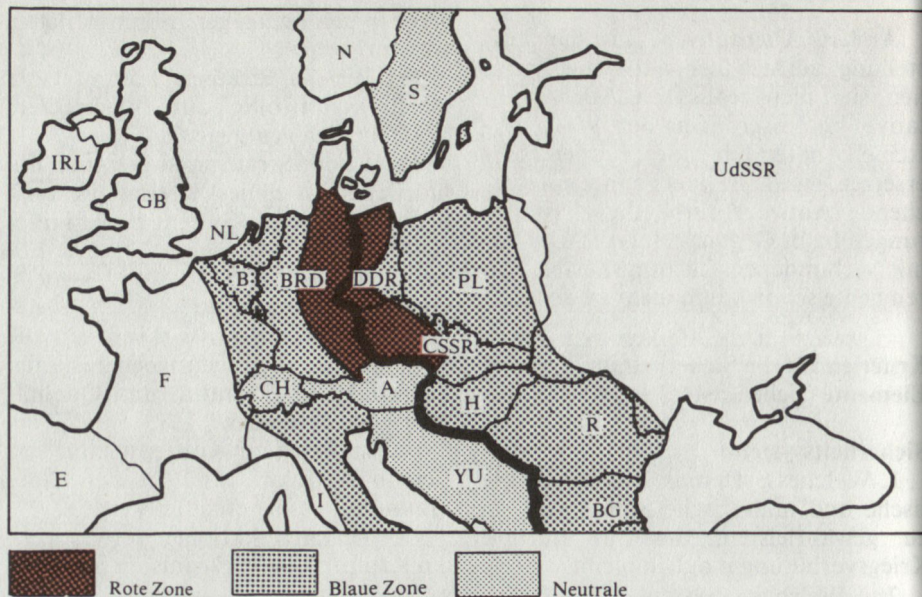 N
S
IRL
UdSSR
GB
NL
B
BRD
DDR
PL
CSSR
F
CH
A
H
R
E
I
YU
BG
Rote Zone
Blaue Zone
Neutrale